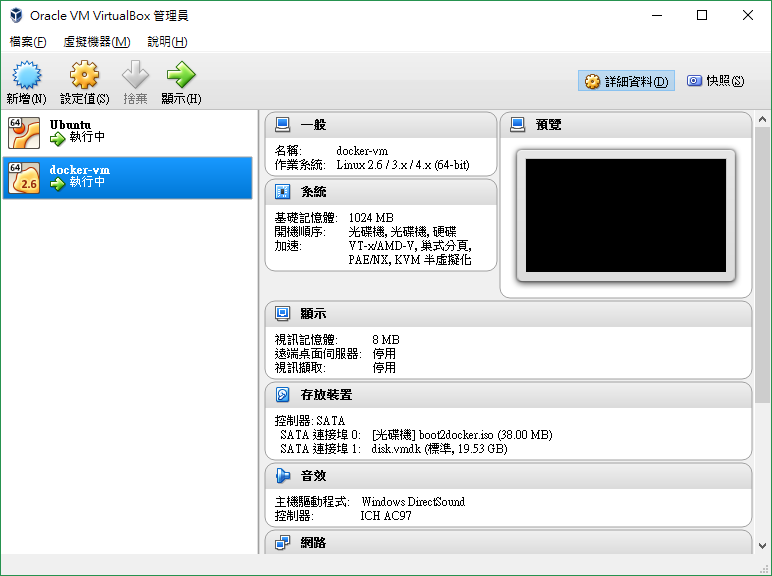 Oracle VM VirtualBox 管理員
檔案(F) 虛擬機器(M) 說明(H)
新增(N) 設定值(S) 捨棄 顯示(H) 詳細資料(D) 快照(S)
64
Ubuntu
執行中
64
2.6
docker-vm
執行中
一般
名稱: docker-vm
作業系統: Linux 2.6 / 3.x / 4.x (64-bit)
預覽
系統
基礎記憶體: 1024 MB
開機順序: 光碟機, 光碟機, 硬碟
加速: VT-x/AMD-V, 巢式分頁,
PAE/NX, KVM 半虛擬化
顯示
視訊記憶體: 8 MB
遠端桌面伺服器: 停用
視訊擷取: 停用
存放裝置
控制器: SATA
SATA 連接埠 0: [光碟機] boot2docker.iso (38.00 MB)
SATA 連接埠 1: disk.vmdk (標準, 19.53 GB)
音效
主機驅動程式: Windows DirectSound
控制器: ICH AC97
網路